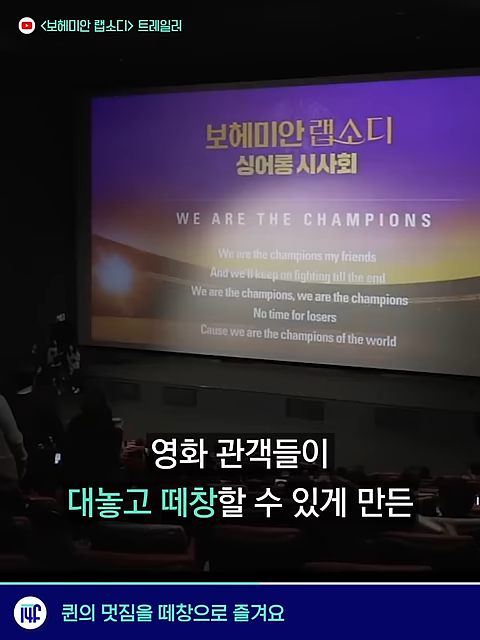 <보헤미안 랩소디> 트레일러
보헤미안 랩소디
싱어롱 시사회
WE ARE THE CHAMPIONS
We are the champions my friends
And we'll keep on fighting till the end
We are the champions, we are the champions
No time for losers
Cause we are the champions of the world
영화 관객들이
대놓고 떼창할 수 있게 만든
14F
퀸의 멋짐을 떼창으로 즐겨요